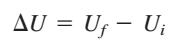 ΔU = U_f − U_i